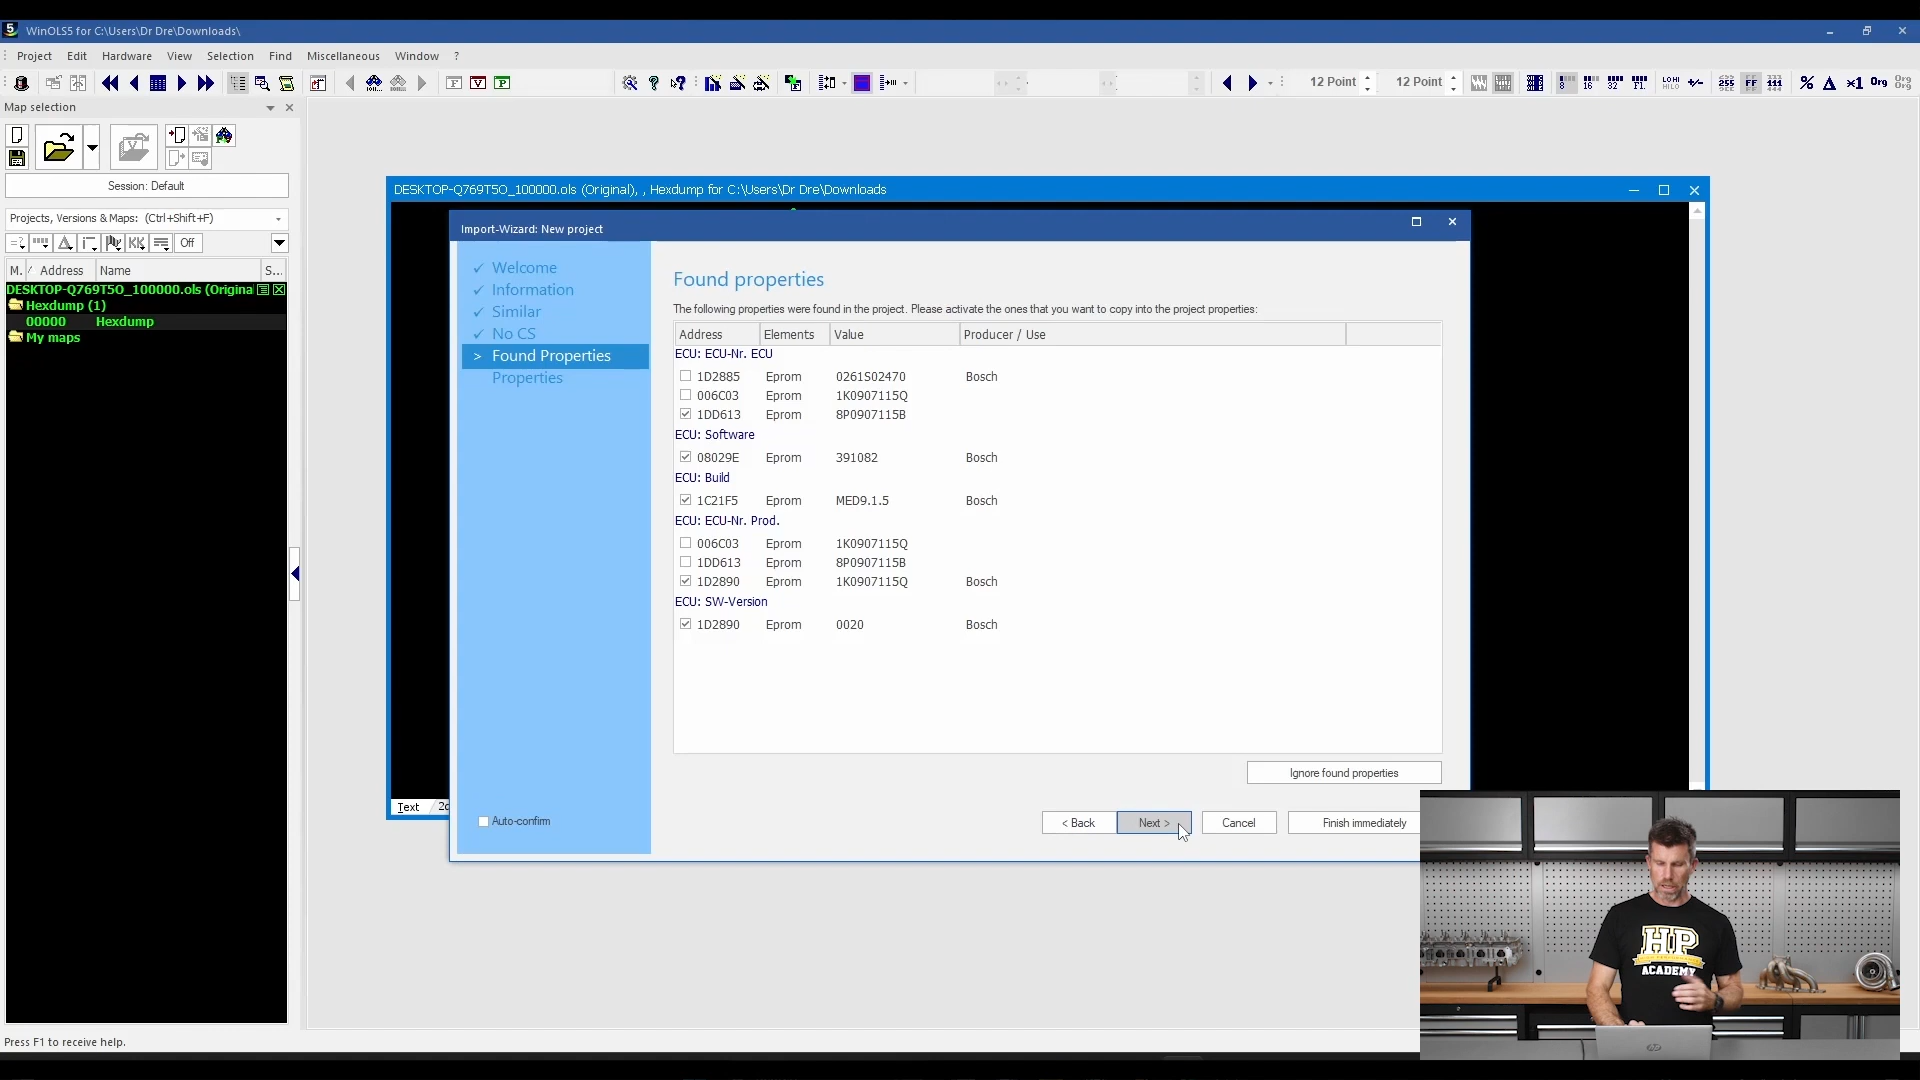 5 WinOLS5 for C:\Users\Dr Dre\Downloads\
Project Edit Hardware View Selection Find Miscellaneous Window ?
12 Point 12 Point
Map selection
Session: Default
Projects, Versions & Maps: (Ctrl+Shift+F)
Off
M. / Address Name S...
DESKTOP-Q769T5O_100000.ols (Origina
Hexdump (1)
00000 Hexdump
My maps
DESKTOP-Q769T5O_100000.ols (Original), , Hexdump for C:\Users\Dr Dre\Downloads
Import-Wizard: New project
✓ Welcome
✓ Information
✓ Similar
✓ No CS
> Found Properties
Properties
Found properties
The following properties were found in the project. Please activate the ones that you want to copy into the project properties:
Address Elements Value Producer / Use
ECU: ECU-Nr. ECU
1D2885 Eprom 0261S02470 Bosch
006C03 Eprom 1K0907115Q
1DD613 Eprom 8P0907115B
ECU: Software
08029E Eprom 391082 Bosch
ECU: Build
1C21F5 Eprom MED9.1.5 Bosch
ECU: ECU-Nr. Prod.
006C03 Eprom 1K0907115Q
1DD613 Eprom 8P0907115B
1D2890 Eprom 1K0907115Q Bosch
ECU: SW-Version
1D2890 Eprom 0020 Bosch
Ignore found properties
Auto-confirm
< Back Next > Cancel Finish immediately
Text
HP
ACADEMY
hp
Press F1 to receive help.